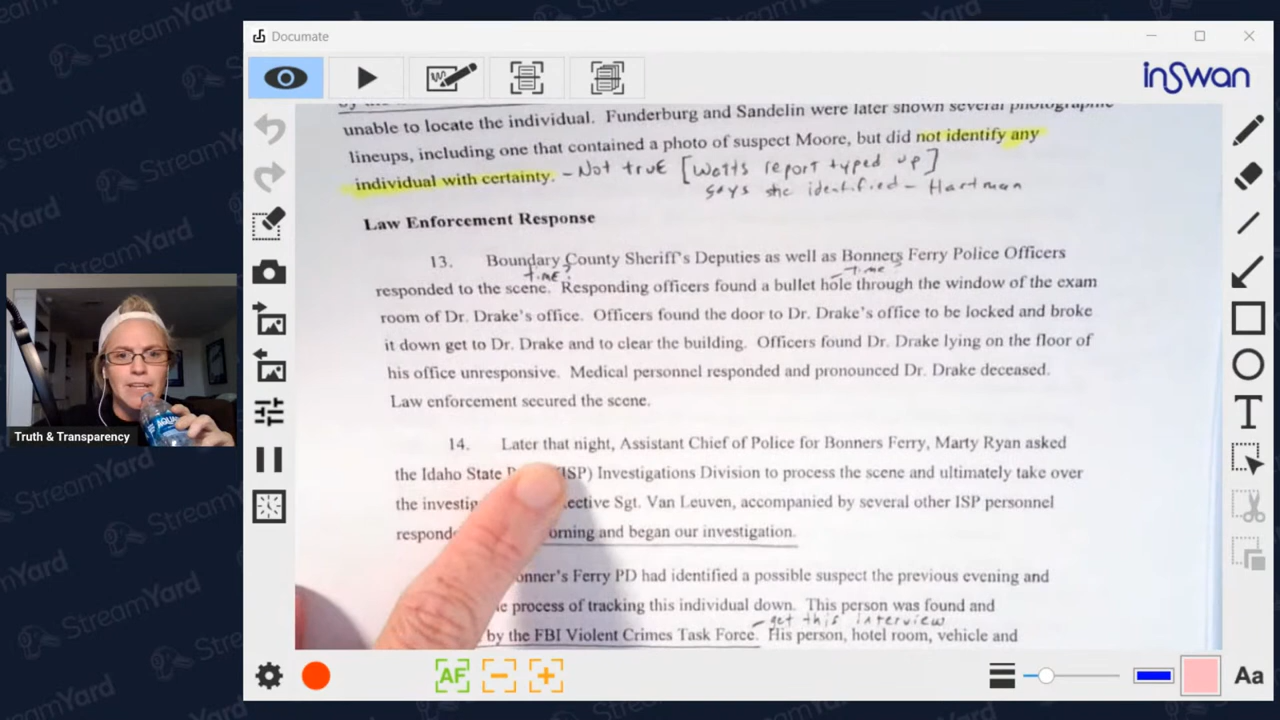 StreamYard
Documate
inSwan
unable to locate the individual. Funderburg and Sandelin were later shown several photographic
lineups, including one that contained a photo of suspect Moore, but did not identify any
individual with certainty. - Not true [Watts report typed up]
says she identified - Hartman
Law Enforcement Response
13. Boundary County Sheriff's Deputies as well as Bonners Ferry Police Officers
time? - time?
responded to the scene. Responding officers found a bullet hole through the window of the exam
room of Dr. Drake's office. Officers found the door to Dr. Drake's office to be locked and broke
it down get to Dr. Drake and to clear the building. Officers found Dr. Drake lying on the floor of
his office unresponsive. Medical personnel responded and pronounced Dr. Drake deceased.
Law enforcement secured the scene.
14. Later that night, Assistant Chief of Police for Bonners Ferry, Marty Ryan asked
the Idaho State (ISP) Investigations Division to process the scene and ultimately take over
the Sgt. Van Leuven, accompanied by several other ISP personnel
and began our investigation.
PD had identified a possible suspect the previous evening and
process of tracking this individual down. This person was found and
- get this interview
by the FBI Violent Crimes Task Force. His person, hotel room, vehicle and
Truth & Transparency
AF
T
Aa